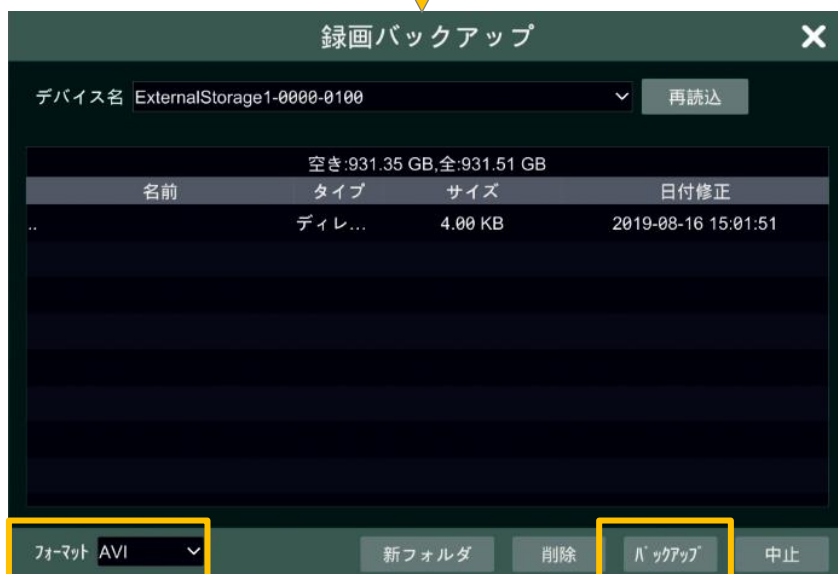 録画バックアップ
デバイス名 ExternalStorage1-0000-0100 再読込
空き:931.35 GB,全:931.51 GB
名前 タイプ サイズ 日付修正
.. ディレ... 4.00 KB 2019-08-16 15:01:51
ﾌｫｰﾏｯﾄ AVI 新フォルダ 削除 ﾊﾞｯｸｱｯﾌﾟ 中止